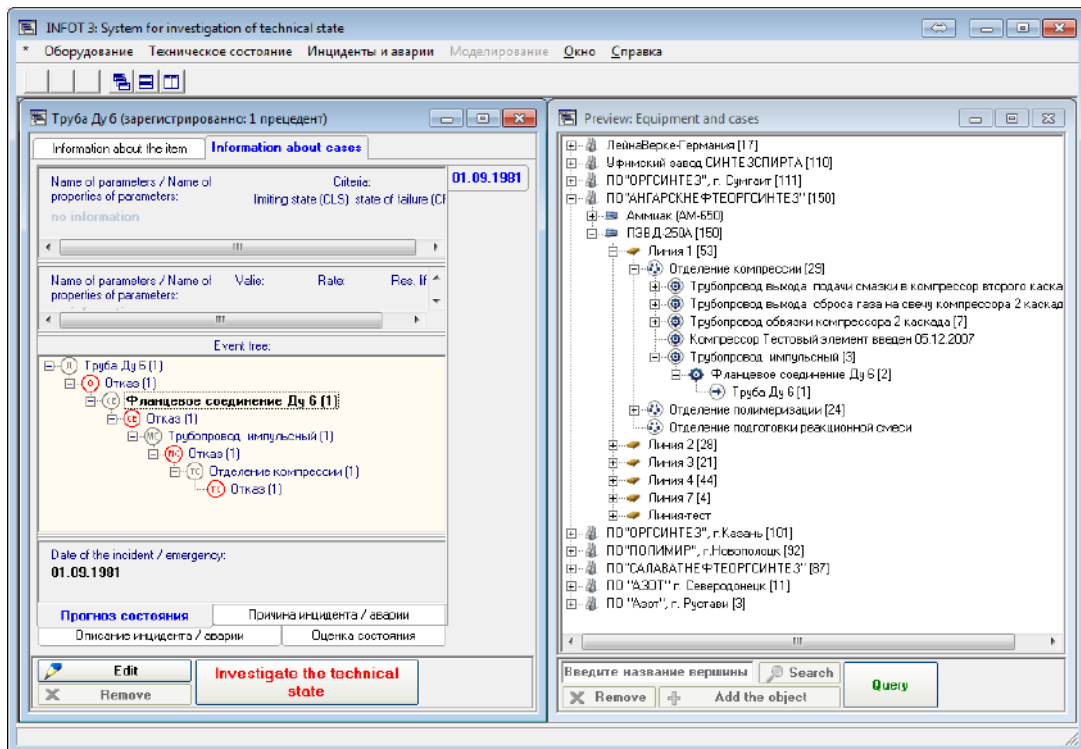 INFOT 3: System for investigation of technical state
* Оборудование Техническое состояние Инциденты и аварии Моделирование Окно Справка
Труба Ду 6 (зарегистрированно: 1 прецедент)
Information about the item Information about cases
Name of parameters / Name of properties of parameters:
Criteria:
limiting state (CLS) state of failure (CF
no information
01.09.1981
Name of parameters / Name of properties of parameters:
Valie: Rate: Res. If
Event tree:
Труба Ду 6 (1)
Отказ (1)
Фланцевое соединение Ду 6 (1)
Отказ (1)
Трубопровод импульсный (1)
Отказ (1)
Отделение компрессии (1)
Отказ (1)
Date of the incident / emergency:
01.09.1981
Прогноз состояния Причина инцидента / аварии
Описание инцидента / аварии Оценка состояния
Edit
Remove
Investigate the technical state
Preview: Equipment and cases
ЛейнаВерке-Германия [17]
Уфимский завод СИНТЕЗСПИРТА [110]
ПО"ОРГСИНТЕЗ", г. Сумгаит [111]
ПО"АНГАРСКНЕФТЕОРГСИНТЕЗ" [150]
Аммиак (АМ-650)
ПЭВД-250А [150]
Линия 1 [53]
Отделение компрессии [29]
Трубопровод выхода подачи смазки в компрессор второго каска
Трубопровод выхода сброса газа на свечу компрессора 2 каскад
Трубопровод обвязки компрессора 2 каскада [7]
Компрессор Тестовый элемент введен 05.12.2007
Трубопровод импульсный [3]
Фланцевое соединение Ду 6 [2]
Труба Ду 6 [1]
Отделение полимеризации [24]
Отделение подготовки реакционной смеси
Линия 2 [28]
Линия 3 [21]
Линия 4 [44]
Линия 7 [4]
Линия-тест
ПО"ОРГСИНТЕЗ", г.Казань [101]
ПО"ПОЛИМИР", г.Новополоцк [92]
ПО"САЛАВАТНЕФТЕОРГСИНТЕЗ" [87]
ПО "АЗОТ" г. Северодонецк [11]
ПО "Азот", г. Рустави [3]
Введите название вершины Search
Remove Add the object
Query